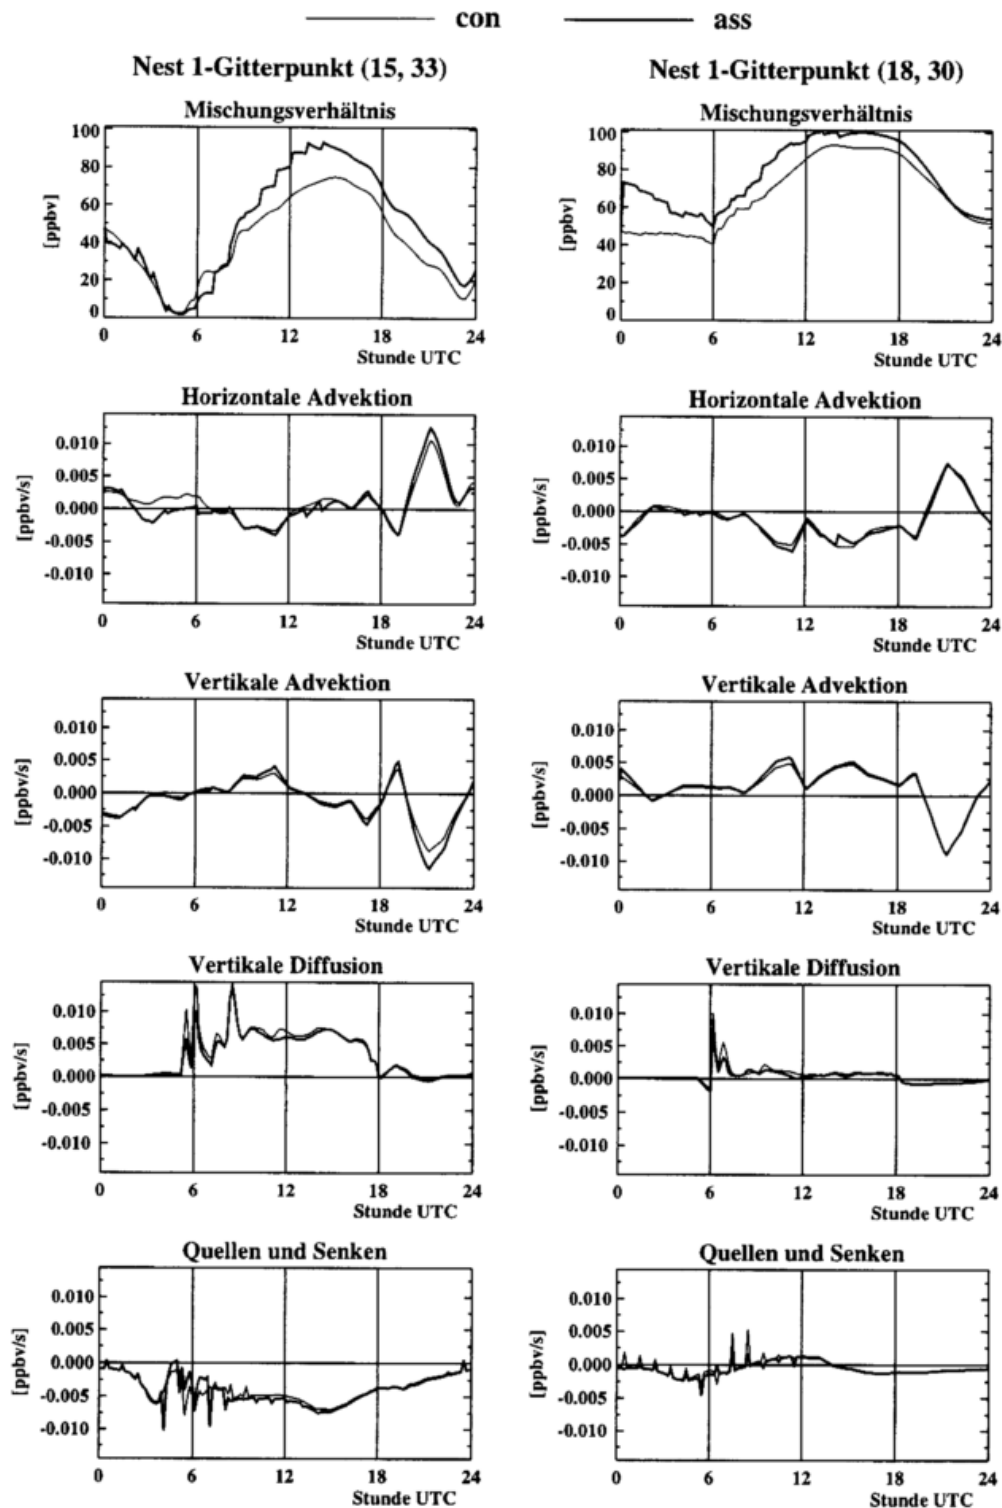 con ass
Nest 1-Gitterpunkt (15, 33)
Mischungsverhältnis
[ppbv]
100
80
60
40
20
0
0 6 12 18 24
Stunde UTC
Horizontale Advektion
[ppbv/s]
0.010
0.005
0.000
-0.005
-0.010
0 6 12 18 24
Stunde UTC
Vertikale Advektion
[ppbv/s]
0.010
0.005
0.000
-0.005
-0.010
0 6 12 18 24
Stunde UTC
Vertikale Diffusion
[ppbv/s]
0.010
0.005
0.000
-0.005
-0.010
0 6 12 18 24
Stunde UTC
Quellen und Senken
[ppbv/s]
0.010
0.005
0.000
-0.005
-0.010
0 6 12 18 24
Stunde UTC
Nest 1-Gitterpunkt (18, 30)
Mischungsverhältnis
[ppbv]
100
80
60
40
20
0
0 6 12 18 24
Stunde UTC
Horizontale Advektion
[ppbv/s]
0.010
0.005
0.000
-0.005
-0.010
0 6 12 18 24
Stunde UTC
Vertikale Advektion
[ppbv/s]
0.010
0.005
0.000
-0.005
-0.010
0 6 12 18 24
Stunde UTC
Vertikale Diffusion
[ppbv/s]
0.010
0.005
0.000
-0.005
-0.010
0 6 12 18 24
Stunde UTC
Quellen und Senken
[ppbv/s]
0.010
0.005
0.000
-0.005
-0.010
0 6 12 18 24
Stunde UTC